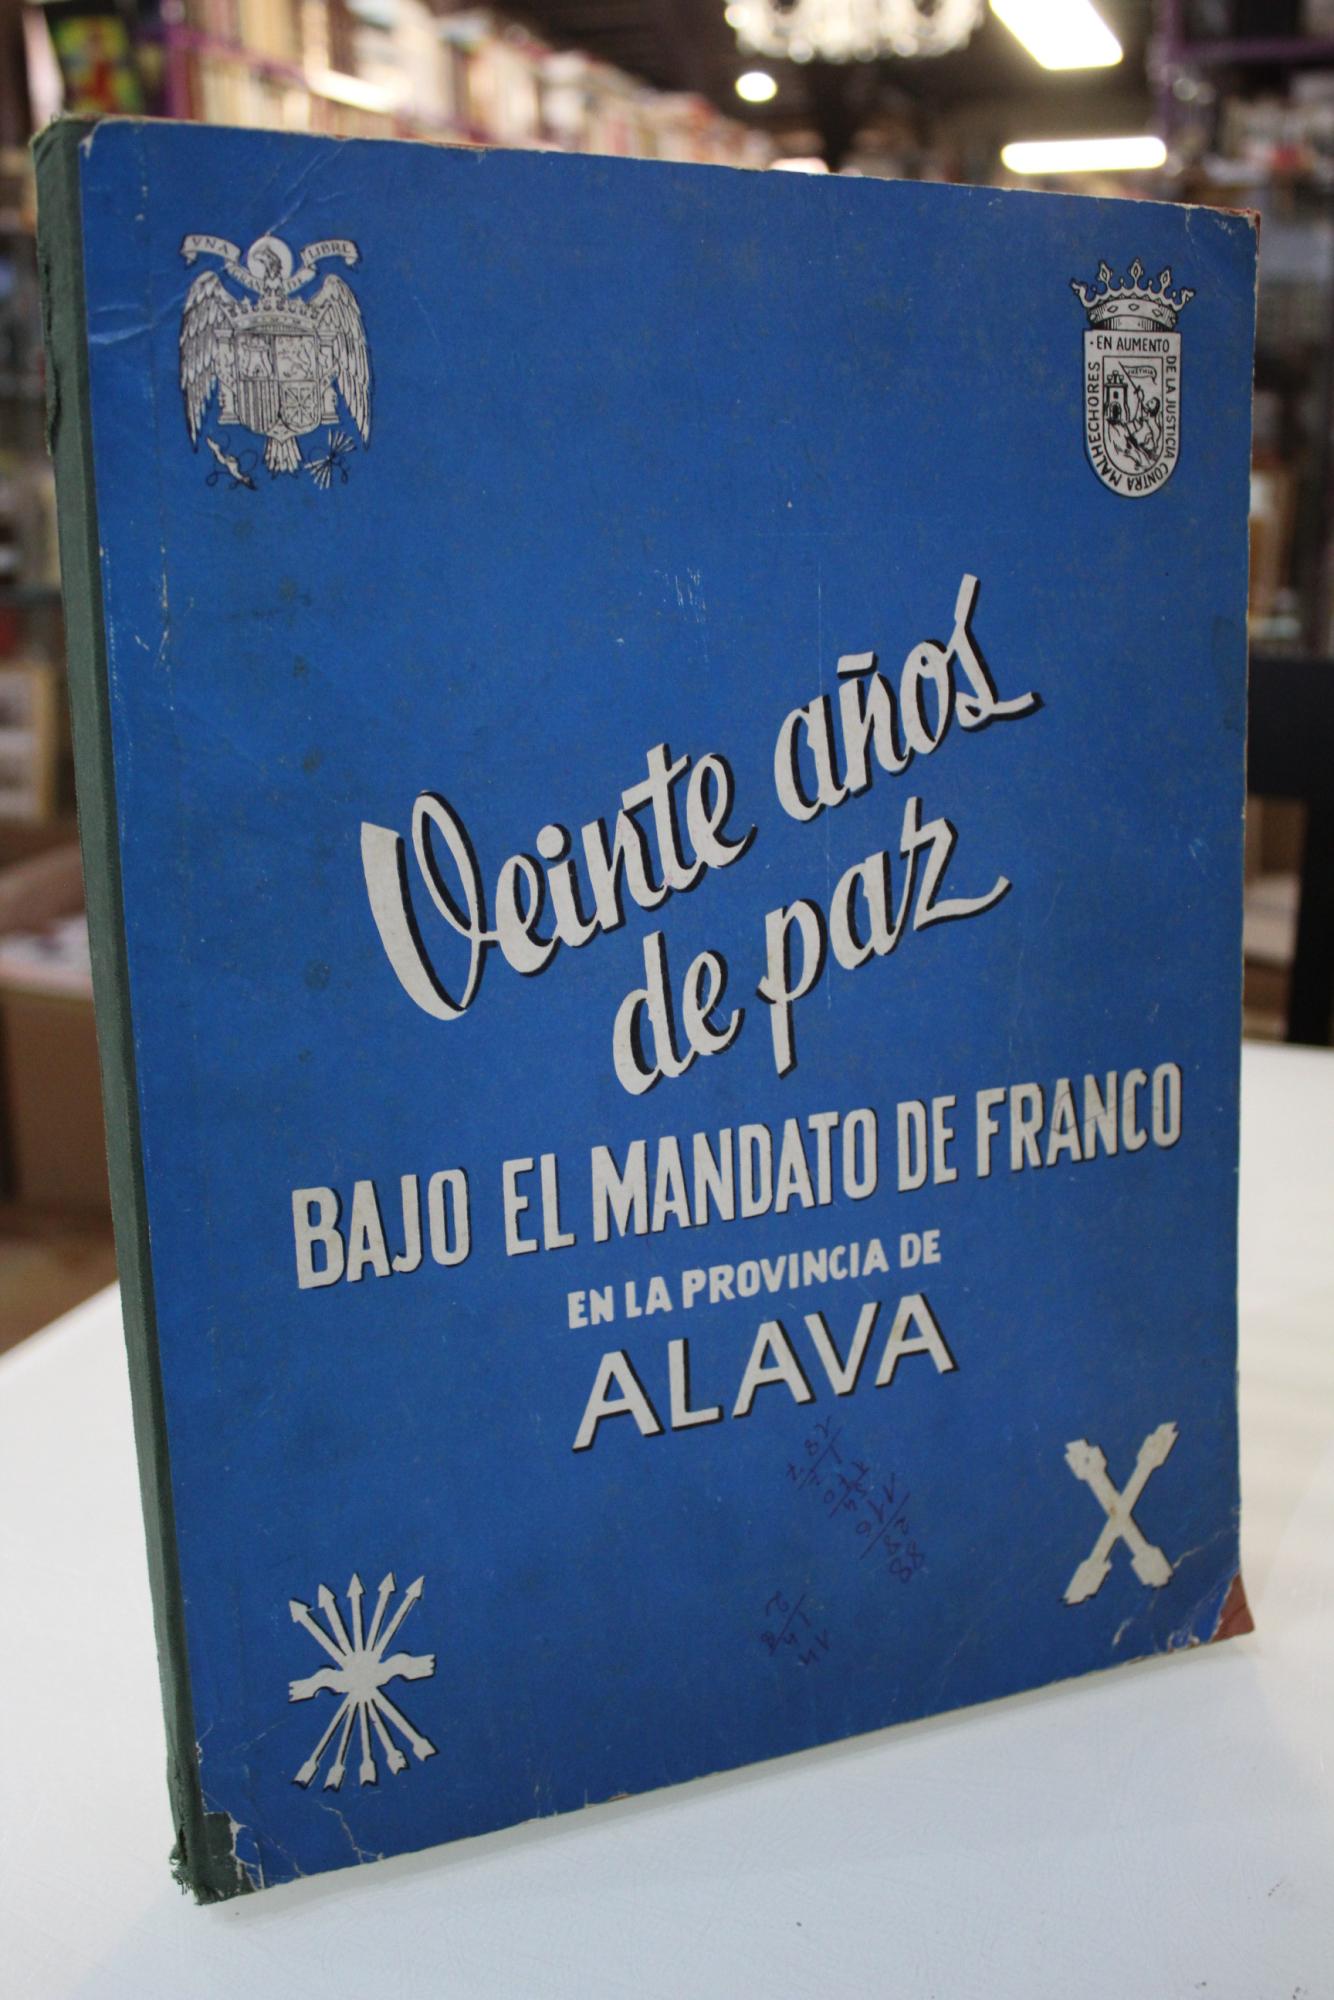 VNA
LIBRE
· EN AUMENTO DE LA JUSTICIA CONTRA MALHECHORES
Veinte años
de paz
BAJO EL MANDATO DE FRANCO
EN LA PROVINCIA DE
ALAVA